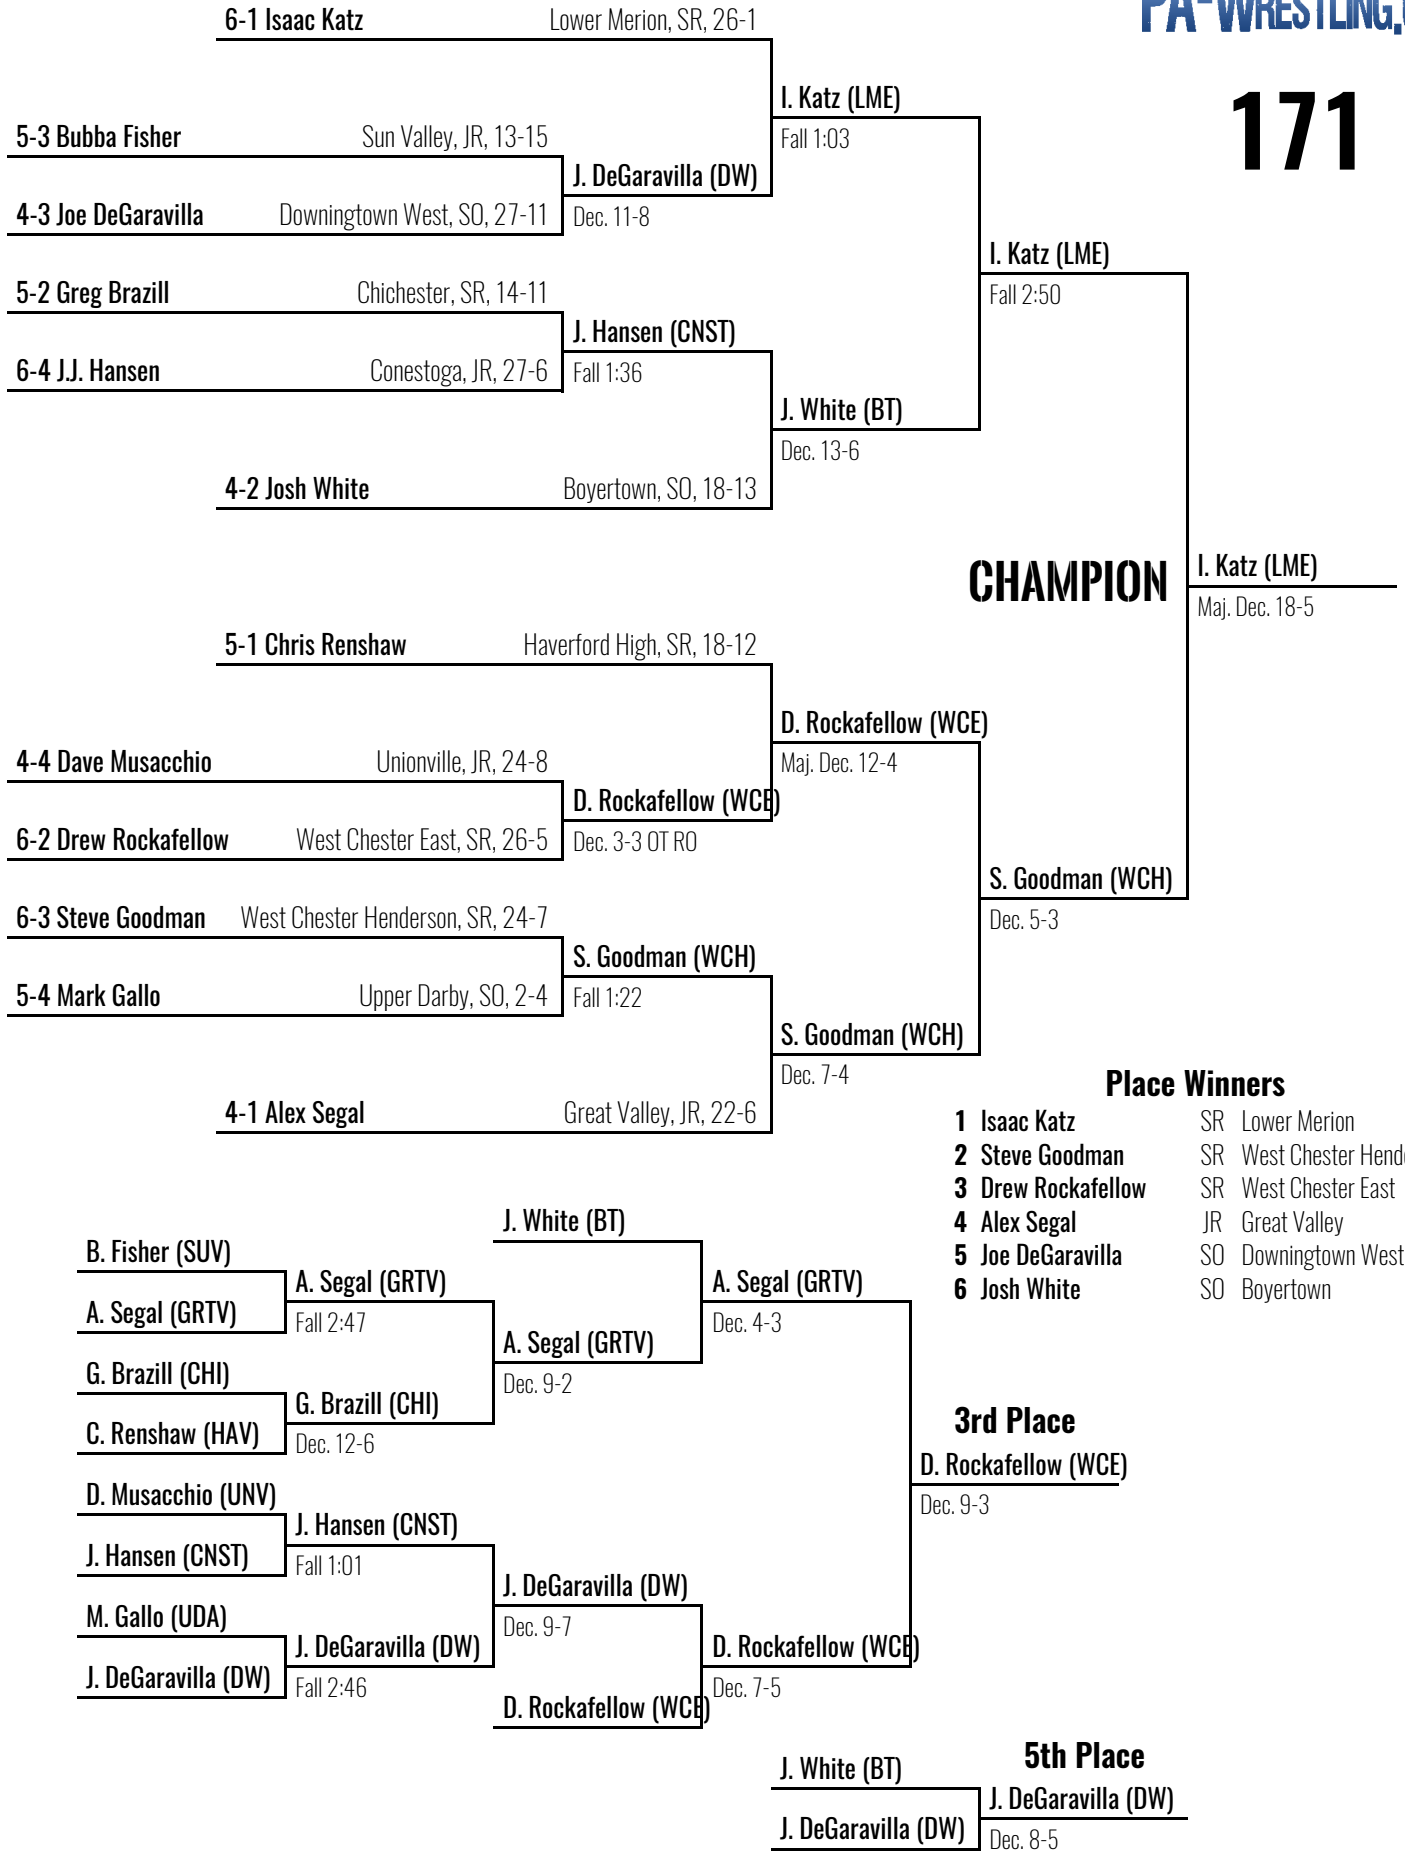 PA-WRESTLING.
171
6-1 Isaac Katz Lower Merion, SR, 26-1
I. Katz (LME)
Fall 1:03
5-3 Bubba Fisher Sun Valley, JR, 13-15
J. DeGaravilla (DW)
4-3 Joe DeGaravilla Downingtown West, SO, 27-11
Dec. 11-8
I. Katz (LME)
Fall 2:50
5-2 Greg Brazill Chichester, SR, 14-11
J. Hansen (CNST)
6-4 J.J. Hansen Conestoga, JR, 27-6
Fall 1:36
J. White (BT)
Dec. 13-6
4-2 Josh White Boyertown, SO, 18-13
CHAMPION
I. Katz (LME)
Maj. Dec. 18-5
5-1 Chris Renshaw Haverford High, SR, 18-12
D. Rockafellow (WCE)
Maj. Dec. 12-4
4-4 Dave Musacchio Unionville, JR, 24-8
D. Rockafellow (WCE)
6-2 Drew Rockafellow West Chester East, SR, 26-5
Dec. 3-3 OT RO
S. Goodman (WCH)
Dec. 5-3
6-3 Steve Goodman West Chester Henderson, SR, 24-7
S. Goodman (WCH)
5-4 Mark Gallo Upper Darby, SO, 2-4
Fall 1:22
S. Goodman (WCH)
Dec. 7-4
4-1 Alex Segal Great Valley, JR, 22-6
Place Winners
1 Isaac Katz SR Lower Merion
2 Steve Goodman SR West Chester Hend
3 Drew Rockafellow SR West Chester East
4 Alex Segal JR Great Valley
5 Joe DeGaravilla SO Downingtown West
6 Josh White SO Boyertown
J. White (BT)
B. Fisher (SUV)
A. Segal (GRTV)
A. Segal (GRTV)
Fall 2:47
A. Segal (GRTV)
Dec. 4-3
A. Segal (GRTV)
Dec. 9-2
G. Brazill (CHI)
G. Brazill (CHI)
C. Renshaw (HAV)
Dec. 12-6
3rd Place
D. Rockafellow (WCE)
Dec. 9-3
D. Musacchio (UNV)
J. Hansen (CNST)
J. Hansen (CNST)
Fall 1:01
J. DeGaravilla (DW)
Dec. 9-7
M. Gallo (UDA)
J. DeGaravilla (DW)
J. DeGaravilla (DW)
Fall 2:46
D. Rockafellow (WCE)
Dec. 7-5
D. Rockafellow (WCE)
5th Place
J. White (BT)
J. DeGaravilla (DW)
J. DeGaravilla (DW)
Dec. 8-5